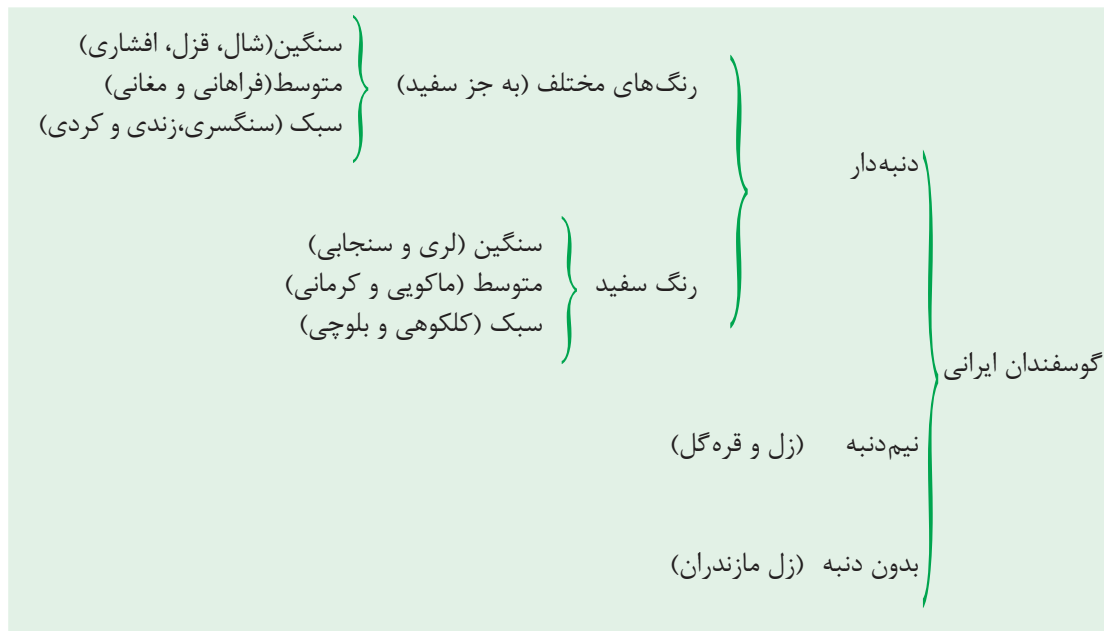 گوسفندان ایرانی
دنبه‌دار
رنگ‌های مختلف (به جز سفید)
سنگین(شال، قزل، افشاری)
متوسط(فراهانی و مغانی)
سبک (سنگسری،زندی و کردی)
رنگ سفید
سنگین (لری و سنجابی)
متوسط (ماکویی و کرمانی)
سبک (کلکوهی و بلوچی)
نیم‌دنبه (زل و قره‌گل)
بدون دنبه (زل مازندران)